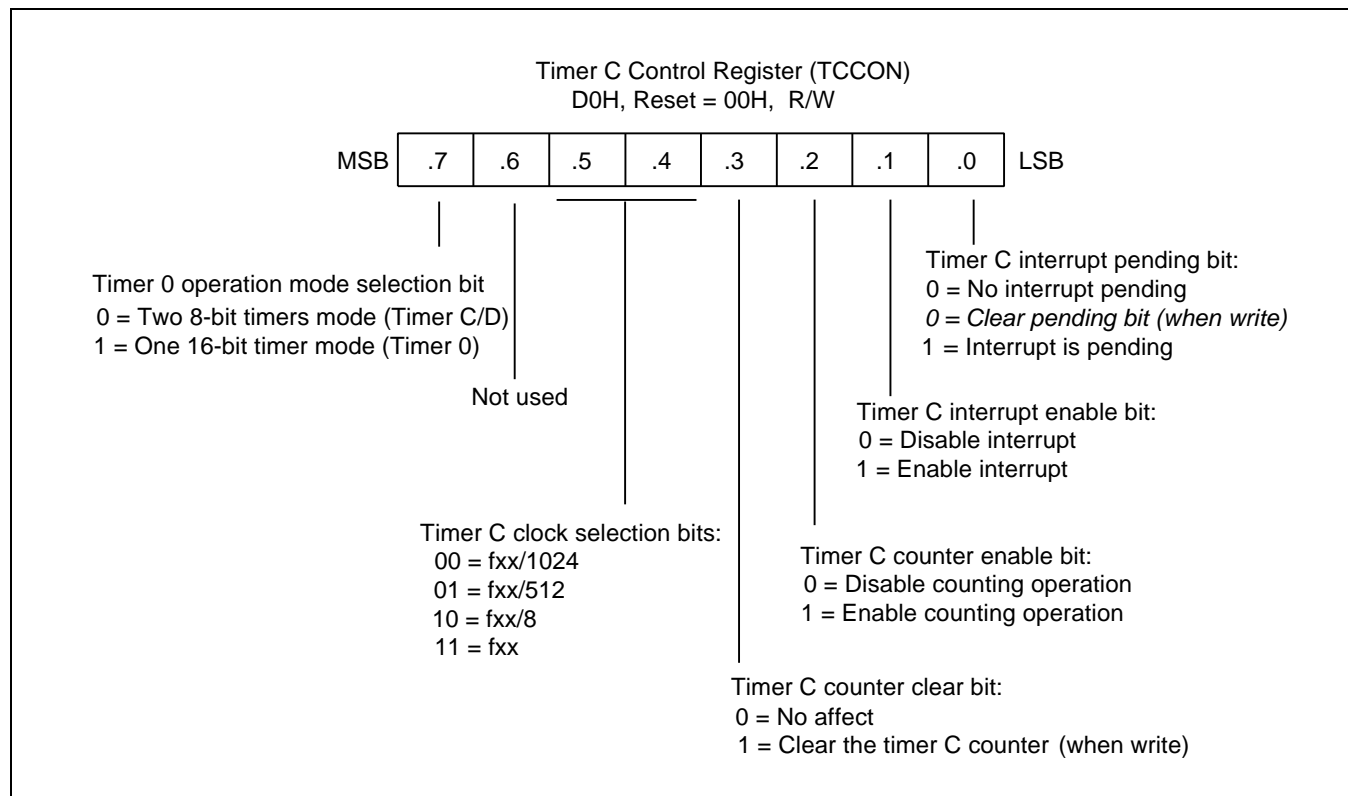 Timer C Control Register (TCCON)
D0H, Reset = 00H, R/W
MSB .7 .6 .5 .4 .3 .2 .1 .0 LSB
Timer 0 operation mode selection bit
0 = Two 8-bit timers mode (Timer C/D)
1 = One 16-bit timer mode (Timer 0)
Not used
Timer C clock selection bits:
00 = fxx/1024
01 = fxx/512
10 = fxx/8
11 = fxx
Timer C counter clear bit:
0 = No affect
1 = Clear the timer C counter (when write)
Timer C counter enable bit:
0 = Disable counting operation
1 = Enable counting operation
Timer C interrupt enable bit:
0 = Disable interrupt
1 = Enable interrupt
Timer C interrupt pending bit:
0 = No interrupt pending
0 = Clear pending bit (when write)
1 = Interrupt is pending